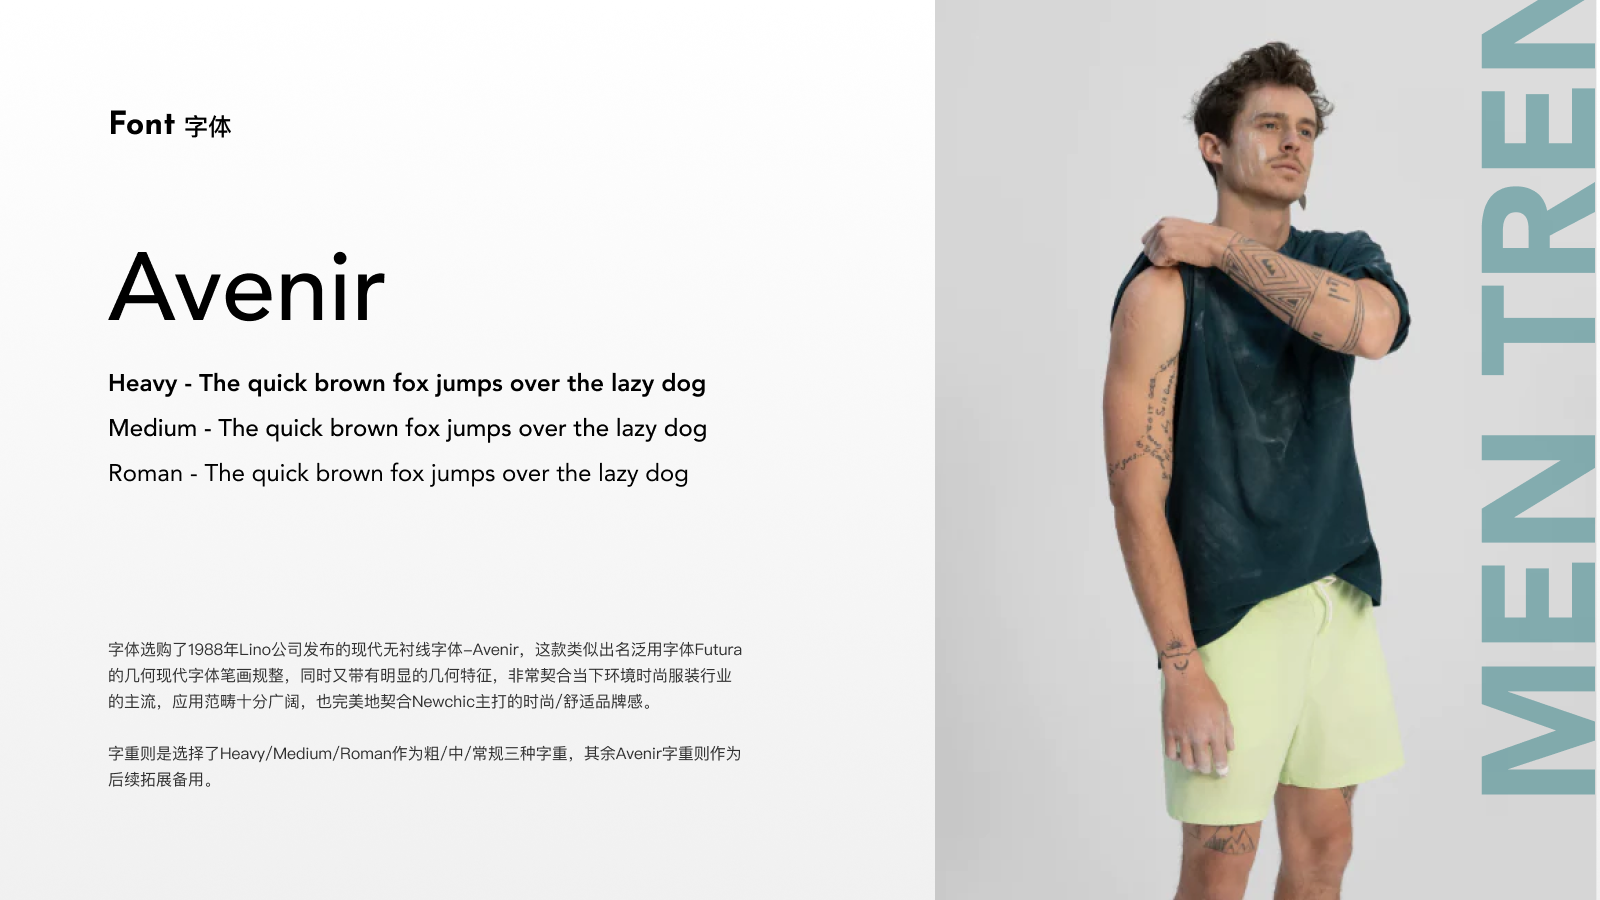 Font 字体
Avenir
Heavy - The quick brown fox jumps over the lazy dog
Medium - The quick brown fox jumps over the lazy dog
Roman - The quick brown fox jumps over the lazy dog
字体选购了1988年Lino公司发布的现代无衬线字体–Avenir，这款类似出名泛用字体Futura
的几何现代字体笔画规整，同时又带有明显的几何特征，非常契合当下环境时尚服装行业
的主流，应用范畴十分广阔，也完美地契合Newchic主打的时尚/舒适品牌感。
字重则是选择了Heavy/Medium/Roman作为粗/中/常规三种字重，其余Avenir字重则作为
后续拓展备用。
MEN TREN